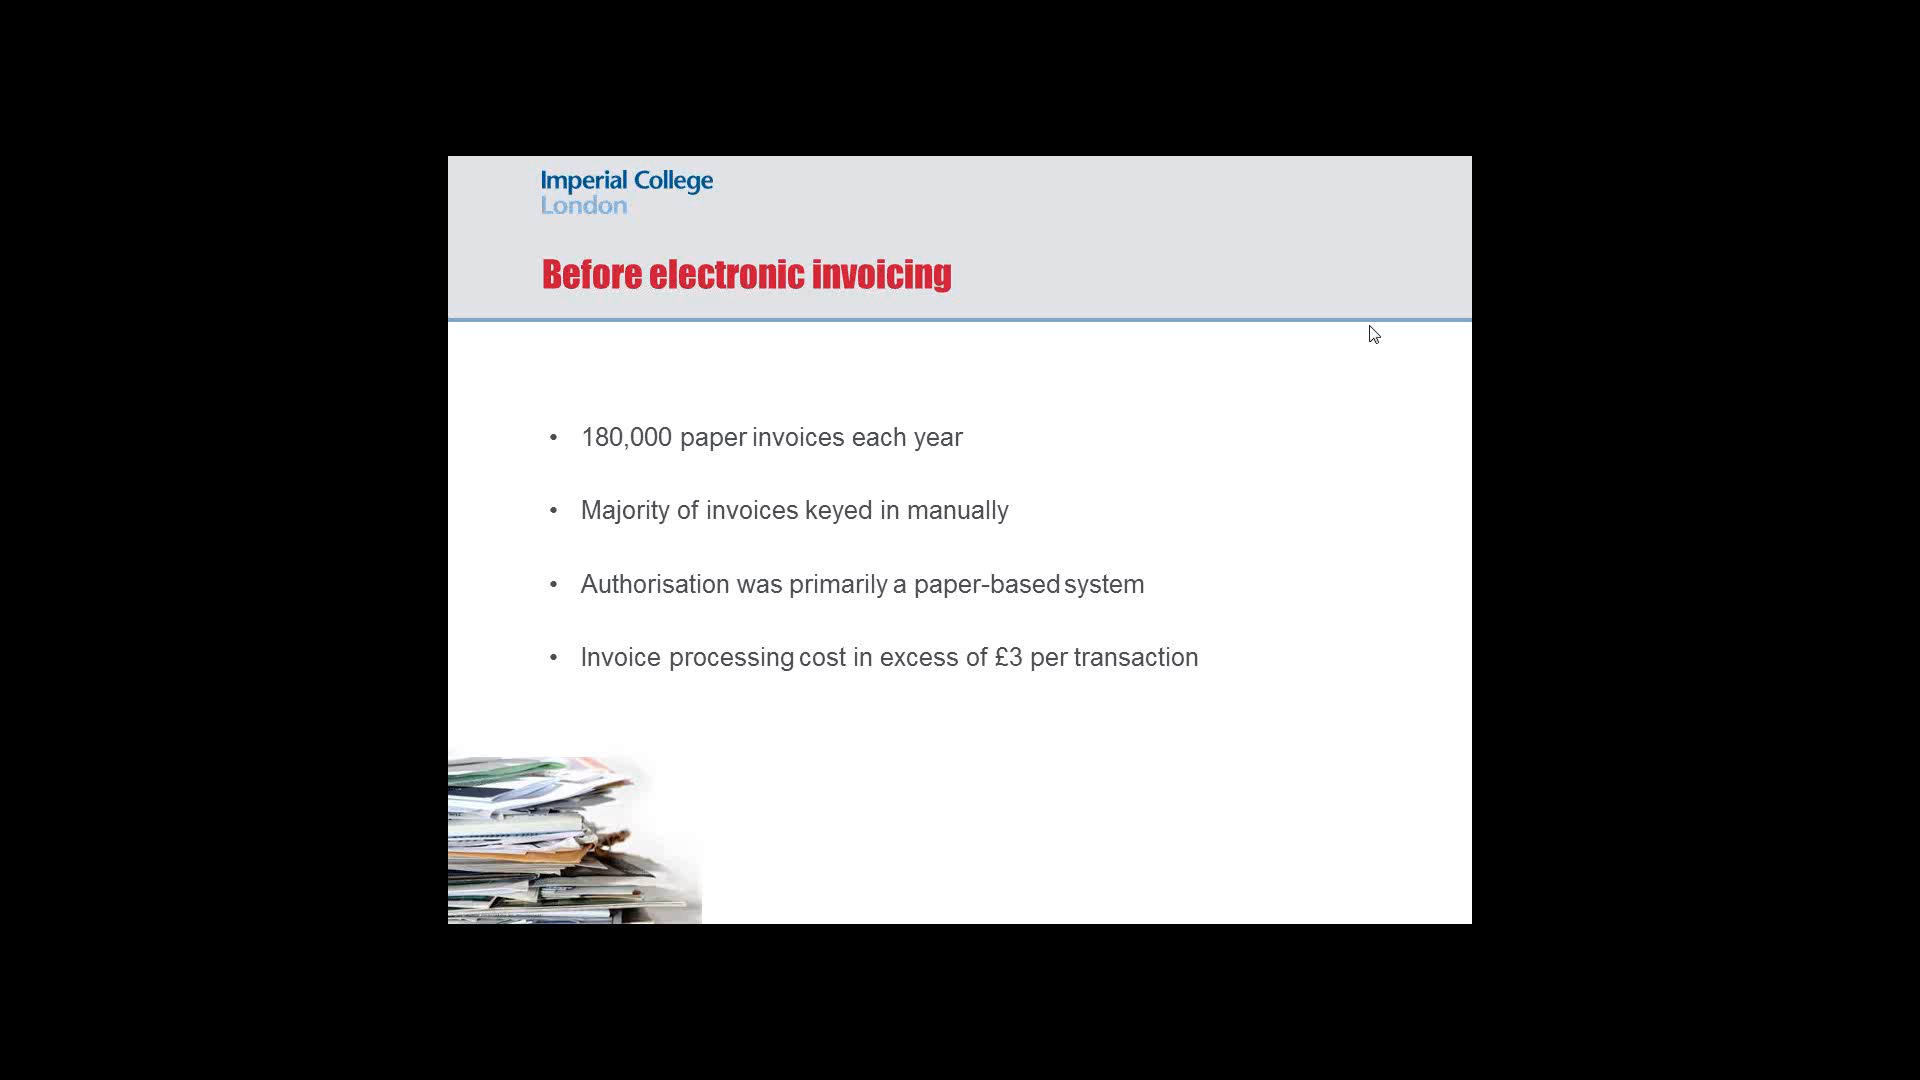 Imperial College
London
Before electronic invoicing
• 180,000 paper invoices each year
• Majority of invoices keyed in manually
• Authorisation was primarily a paper-based system
• Invoice processing cost in excess of £3 per transaction